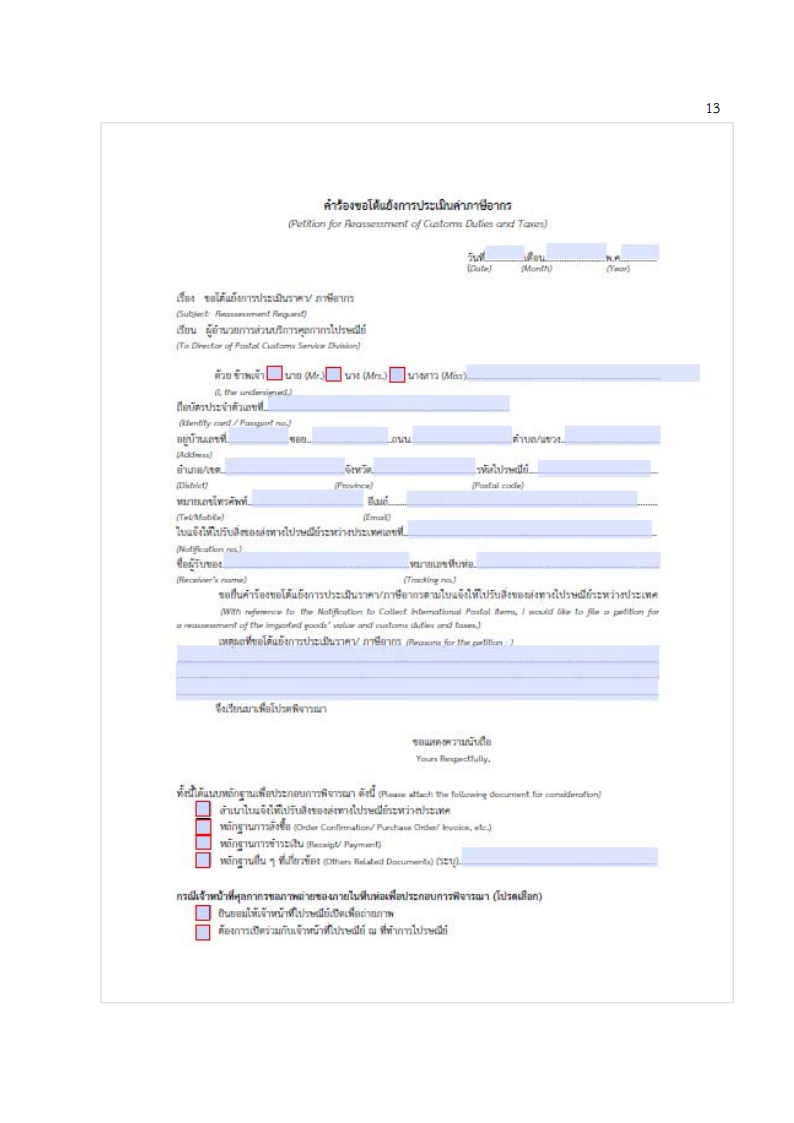 13
คำร้องขอโต้แย้งการประเมินค่าภาษีอากร
(Petition for Reassessment of Customs Duties and Taxes)
วันที่ เดือน พ.ศ.
(Date) (Month) (Year)
เรื่อง ขอโต้แย้งการประเมินราคา/ ภาษีอากร
(Subject: Reassessment Request)
เรียน ผู้อำนวยการส่วนบริการศุลกากรไปรษณีย์
(To Director of Postal Customs Service Division)
ด้วย ข้าพเจ้า นาย (Mr.) นาง (Mrs.) นางสาว (Miss)
(I, the undersigned,)
ถือบัตรประจำตัวเลขที่
(Identity card / Passport no.)
อยู่บ้านเลขที่ ซอย ถนน ตำบล/แขวง
(Address)
อำเภอ/เขต จังหวัด รหัสไปรษณีย์
(District) (Province) (Postal code)
หมายเลขโทรศัพท์ อีเมล์
(Tel/Mobile) (Email)
ใบแจ้งให้ไปรับสิ่งของส่งทางไปรษณีย์ระหว่างประเทศเลขที่
(Notification no.)
ชื่อผู้รับของ หมายเลขหีบห่อ
(Receiver's name) (Tracking no.)
ขอยื่นคำร้องขอโต้แย้งการประเมินราคา/ภาษีอากรตามใบแจ้งให้ไปรับสิ่งของส่งทางไปรษณีย์ระหว่างประเทศ
(With reference to the Notification to Collect International Postal Items, I would like to file a petition for
a reassessment of the imported goods' value and customs duties and taxes.)
เหตุผลที่ขอโต้แย้งการประเมินราคา/ ภาษีอากร (Reasons for the petition : )
จึงเรียนมาเพื่อโปรดพิจารณา
ขอแสดงความนับถือ
Yours Respectfully,
ทั้งนี้ได้แนบหลักฐานเพื่อประกอบการพิจารณา ดังนี้ (Please attach the following document for consideration)
สำเนาใบแจ้งให้ไปรับสิ่งของส่งทางไปรษณีย์ระหว่างประเทศ
หลักฐานการสั่งซื้อ (Order Confirmation/ Purchase Order/ Invoice, etc.)
หลักฐานการชำระเงิน (Receipt/ Payment)
หลักฐานอื่น ๆ ที่เกี่ยวข้อง (Others Related Documents) (ระบุ)
กรณีเจ้าหน้าที่ศุลกากรขอภาพถ่ายของภายในหีบห่อเพื่อประกอบการพิจารณา (โปรดเลือก)
ยินยอมให้เจ้าหน้าที่ไปรษณีย์เปิดเพื่อถ่ายภาพ
ต้องการเปิดร่วมกับเจ้าหน้าที่ไปรษณีย์ ณ ที่ทำการไปรษณีย์